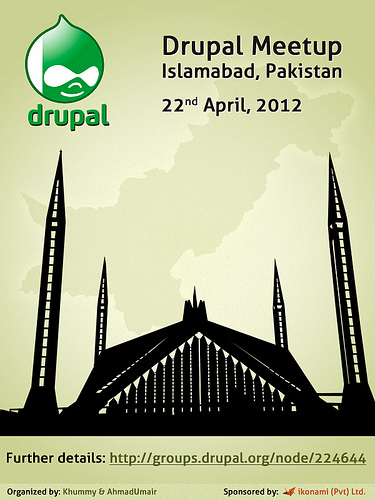 drupal
Drupal Meetup
Islamabad, Pakistan
22nd April, 2012
Further details: http://groups.drupal.org/node/224644
Organized by: Khummy & AhmadUmair
Sponsored by: ikonami (Pvt) Ltd.